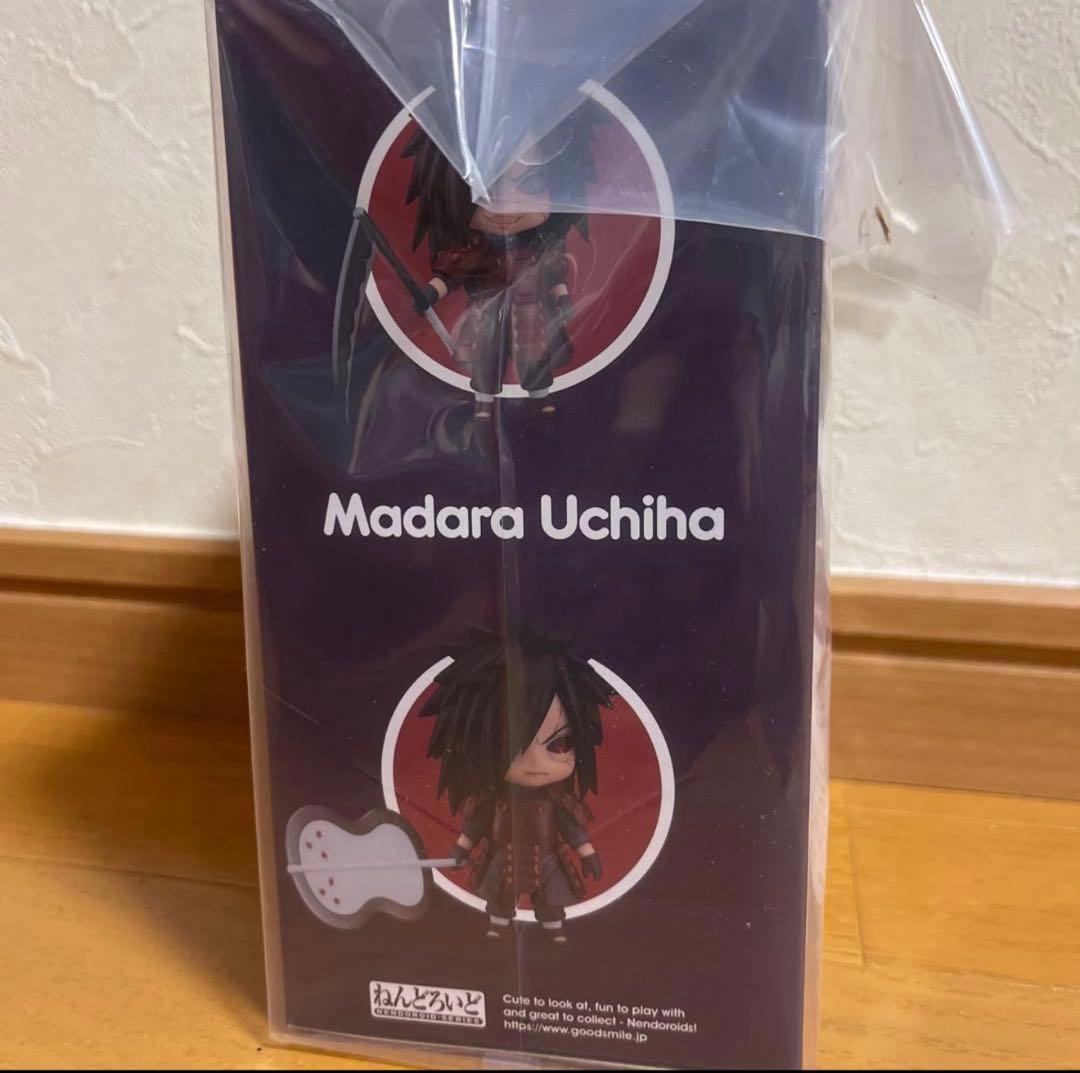 Madara Uchiha
ねんどろいど
NENDOROID SERIES
Cute to look at, fun to play with
and great to collect - Nendoroids!
https://www.goodsmile.jp